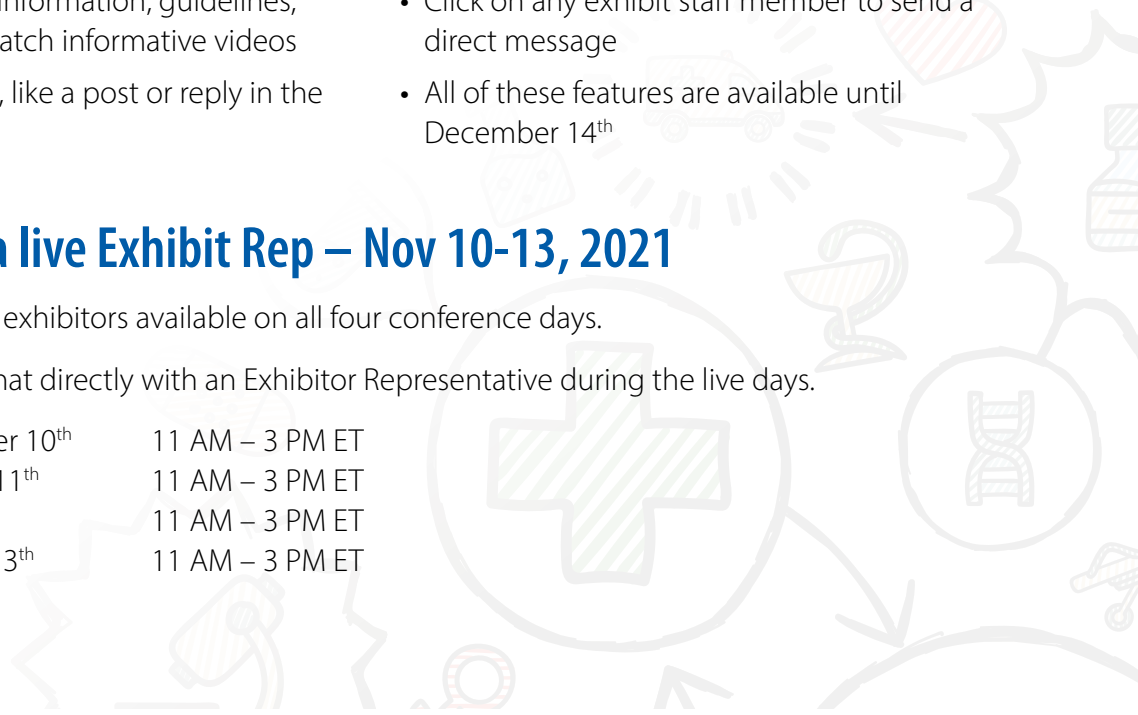 information, guidelines,
atch informative videos
, like a post or reply in the
• Click on any exhibit staff member to send a
direct message
• All of these features are available until
December 14th
a live Exhibit Rep – Nov 10-13, 2021
exhibitors available on all four conference days.
hat directly with an Exhibitor Representative during the live days.
er 10th 11 AM – 3 PM ET
11th 11 AM – 3 PM ET
11 AM – 3 PM ET
3th 11 AM – 3 PM ET